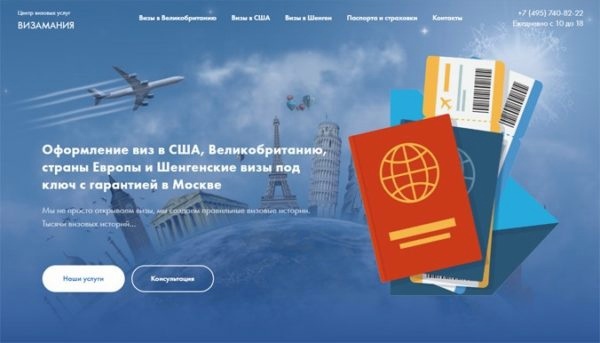 Центр визовых услуг
ВИЗАМАНИЯ
Визы в Великобританию Визы в США Визы в Шенген Паспорта и страховки Контакты
+7 (495) 740-82-22
Ежедневно с 10 до 18
Оформление виз в США, Великобританию,
страны Европы и Шенгенские визы под
ключ с гарантией в Москве
Мы не просто открываем визы, мы создаем правильные визовые истории.
Тысячи визовых историй...
Наши услуги Консультация